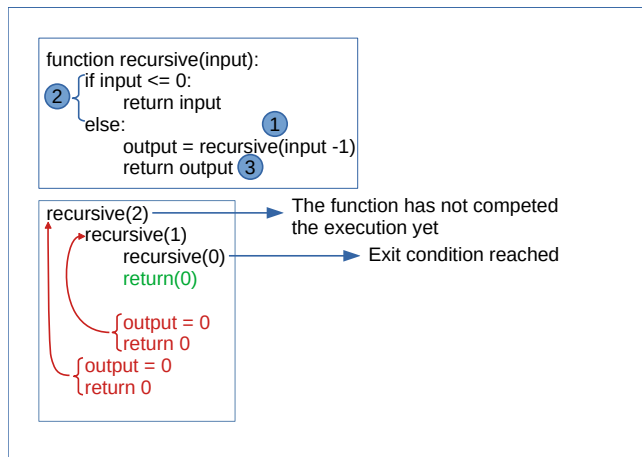 function recursive(input):
if input <= 0:
2
return input
else:
1
output = recursive(input -1)
return output
3
recursive(2)
The function has not competed
the execution yet
recursive(1)
recursive(0)
Exit condition reached
return(0)
output = 0
return 0
output = 0
return 0